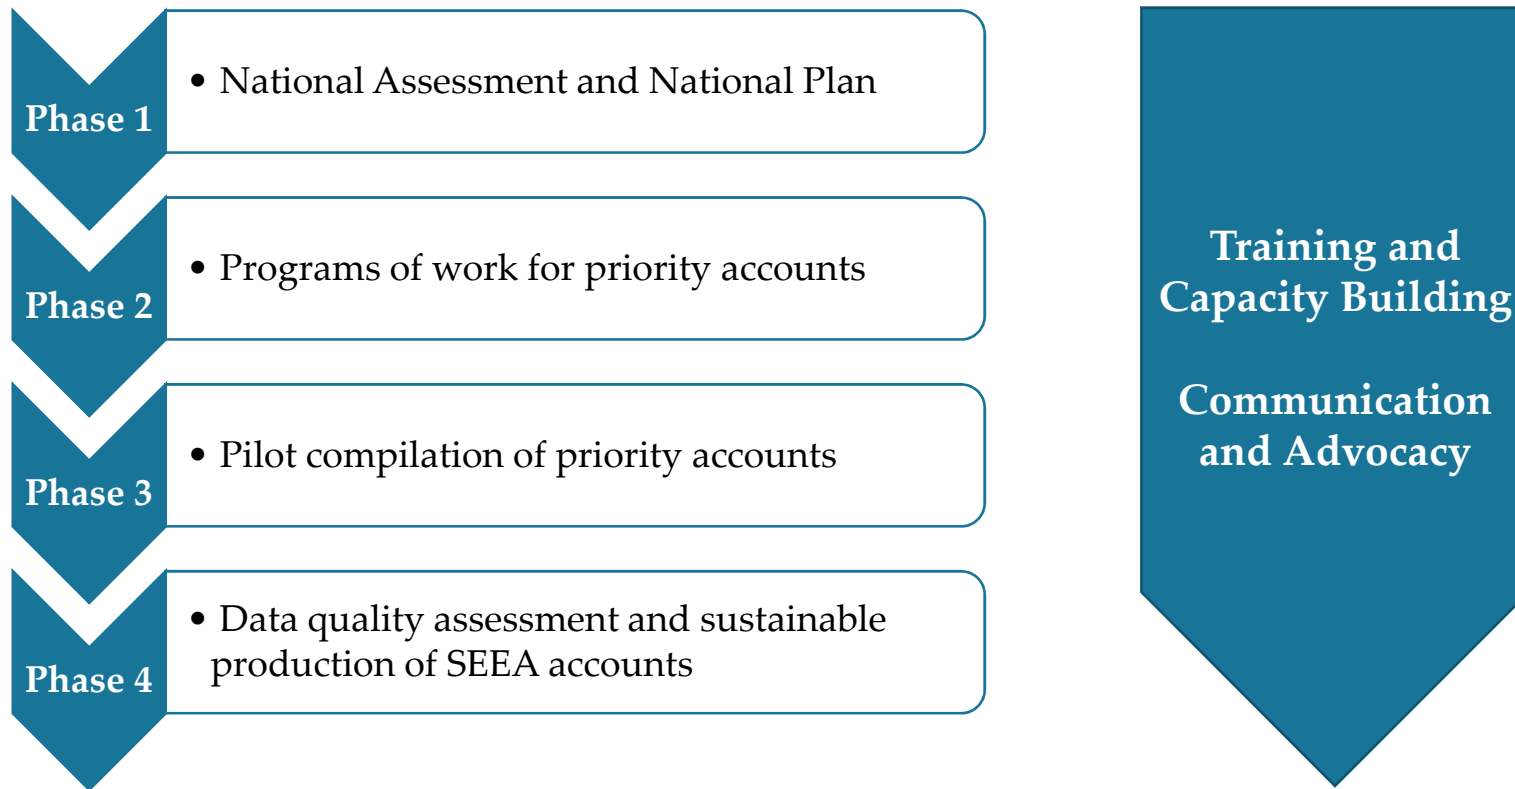 Phase 1
• National Assessment and National Plan
Phase 2
• Programs of work for priority accounts
Phase 3
• Pilot compilation of priority accounts
Phase 4
• Data quality assessment and sustainable
production of SEEA accounts
Training and
Capacity Building
Communication
and Advocacy